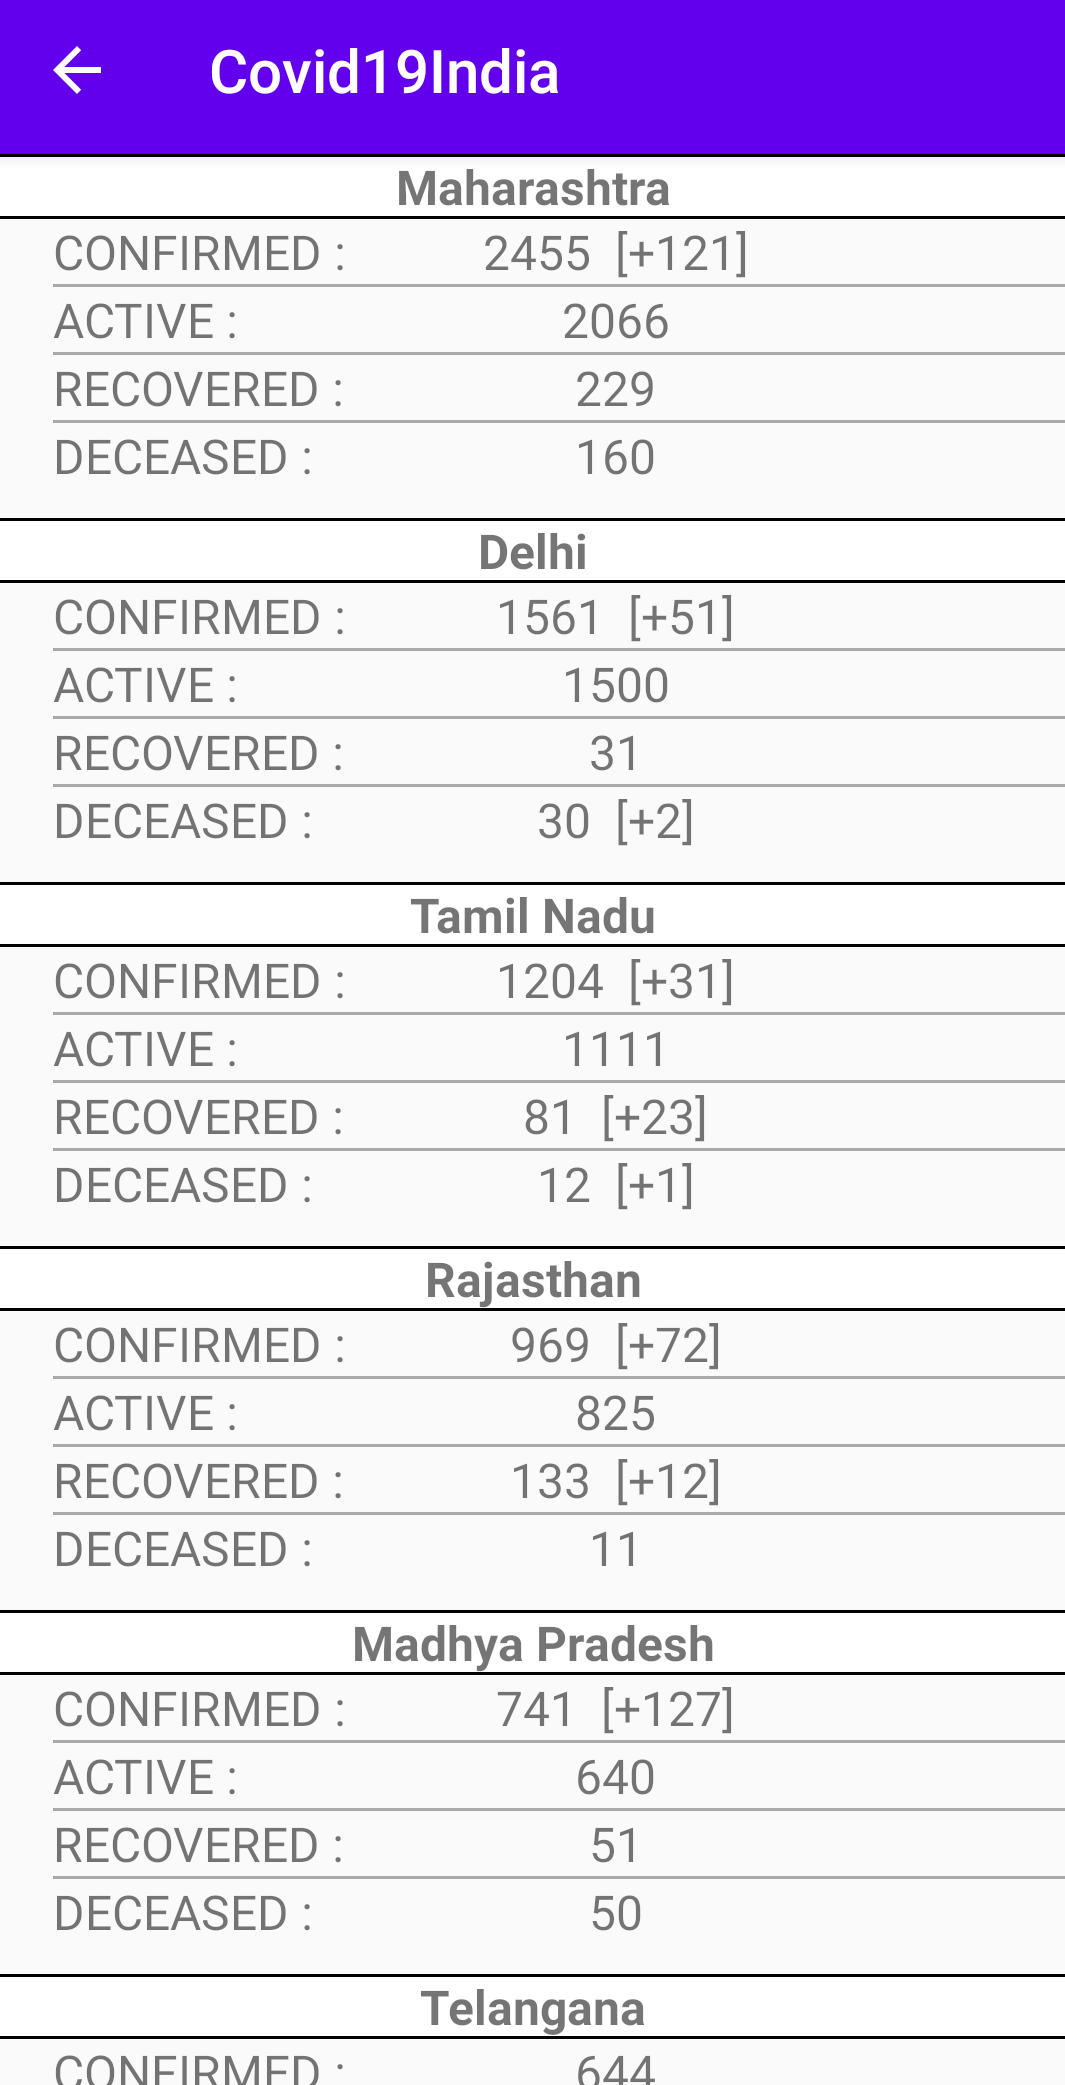 Covid19India
Maharashtra
CONFIRMED : 2455 [+121]
ACTIVE : 2066
RECOVERED : 229
DECEASED : 160
Delhi
CONFIRMED : 1561 [+51]
ACTIVE : 1500
RECOVERED : 31
DECEASED : 30 [+2]
Tamil Nadu
CONFIRMED : 1204 [+31]
ACTIVE : 1111
RECOVERED : 81 [+23]
DECEASED : 12 [+1]
Rajasthan
CONFIRMED : 969 [+72]
ACTIVE : 825
RECOVERED : 133 [+12]
DECEASED : 11
Madhya Pradesh
CONFIRMED : 741 [+127]
ACTIVE : 640
RECOVERED : 51
DECEASED : 50
Telangana
CONFIRMED : 644